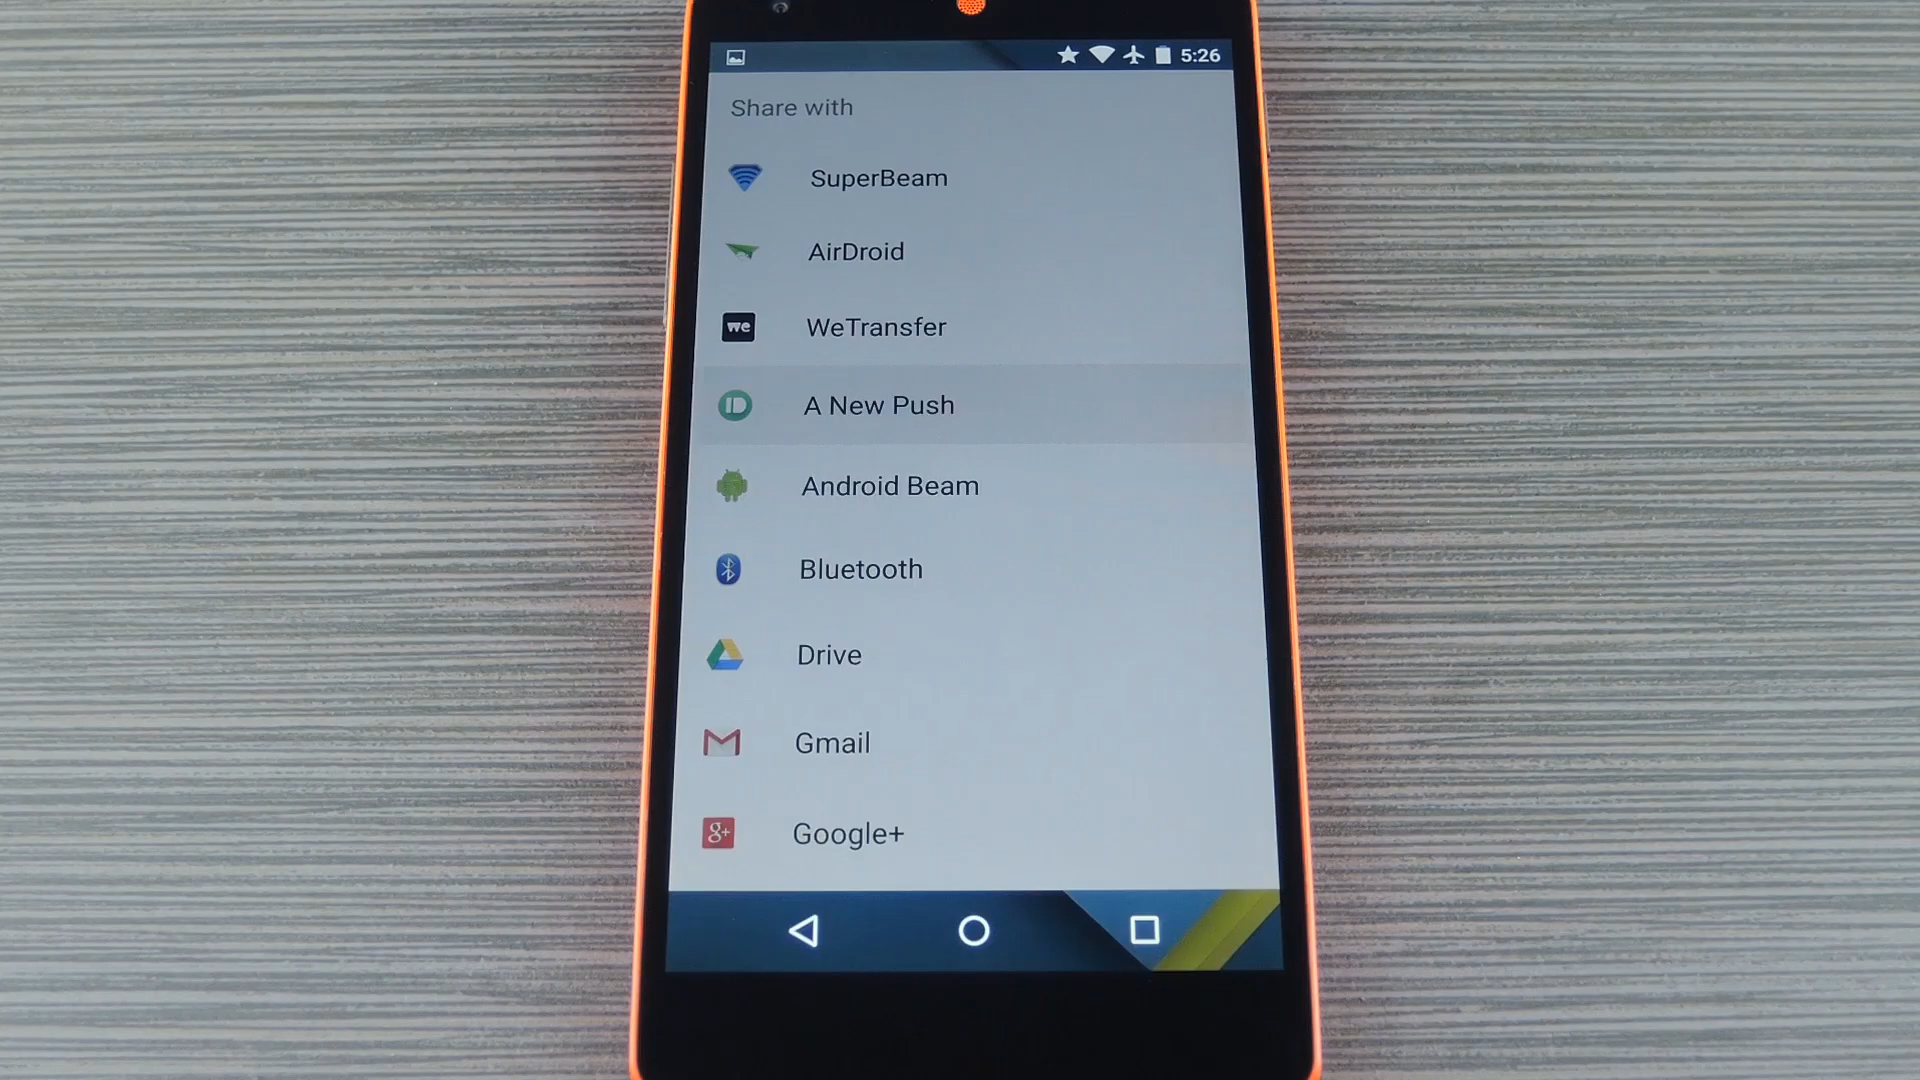 5:26
Share with
SuperBeam
AirDroid
we
WeTransfer
A New Push
Android Beam
Bluetooth
Drive
Gmail
g+
Google+